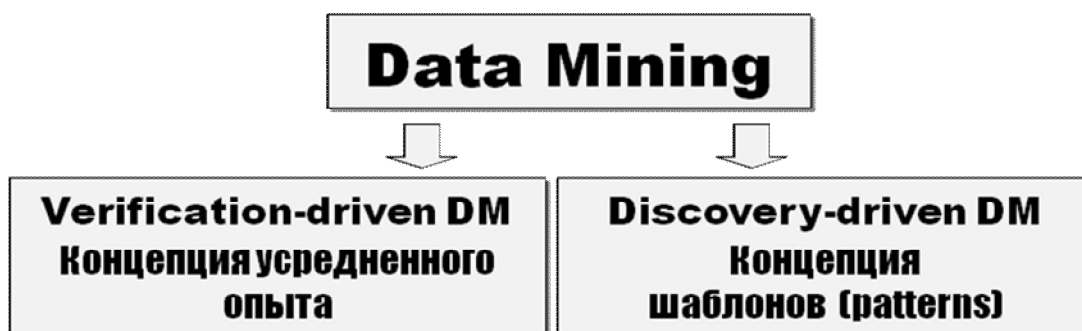 Data Mining
Verification-driven DM
Концепция усредненного
опыта
Discovery-driven DM
Концепция
шаблонов (patterns)